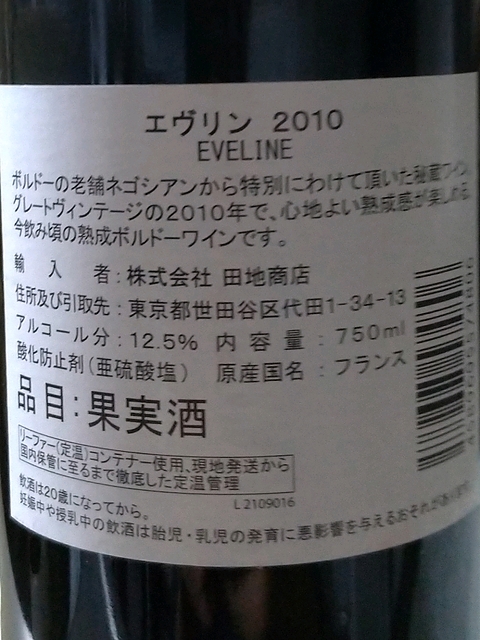 エヴリン 2010
EVELINE
ボルドーの老舗ネゴシアンから特別にわけて頂いた秘蔵ワイン。
グレートヴィンテージの2010年で、心地よい熟成感が楽しめる、
今飲み頃の熟成ボルドーワインです。
輸入者:株式会社 田地商店
住所及び引取先:東京都世田谷区代田1-34-13
アルコール分:12.5% 内容量:750ml
酸化防止剤(亜硫酸塩) 原産国名:フランス
品目:果実酒
リーファー(定温)コンテナー使用、現地発送から
国内保管に至るまで徹底した定温管理
飲酒は20歳になってから。 L2109016
妊娠中や授乳中の飲酒は胎児・乳児の発育に悪影響を与えるおそれがあります。